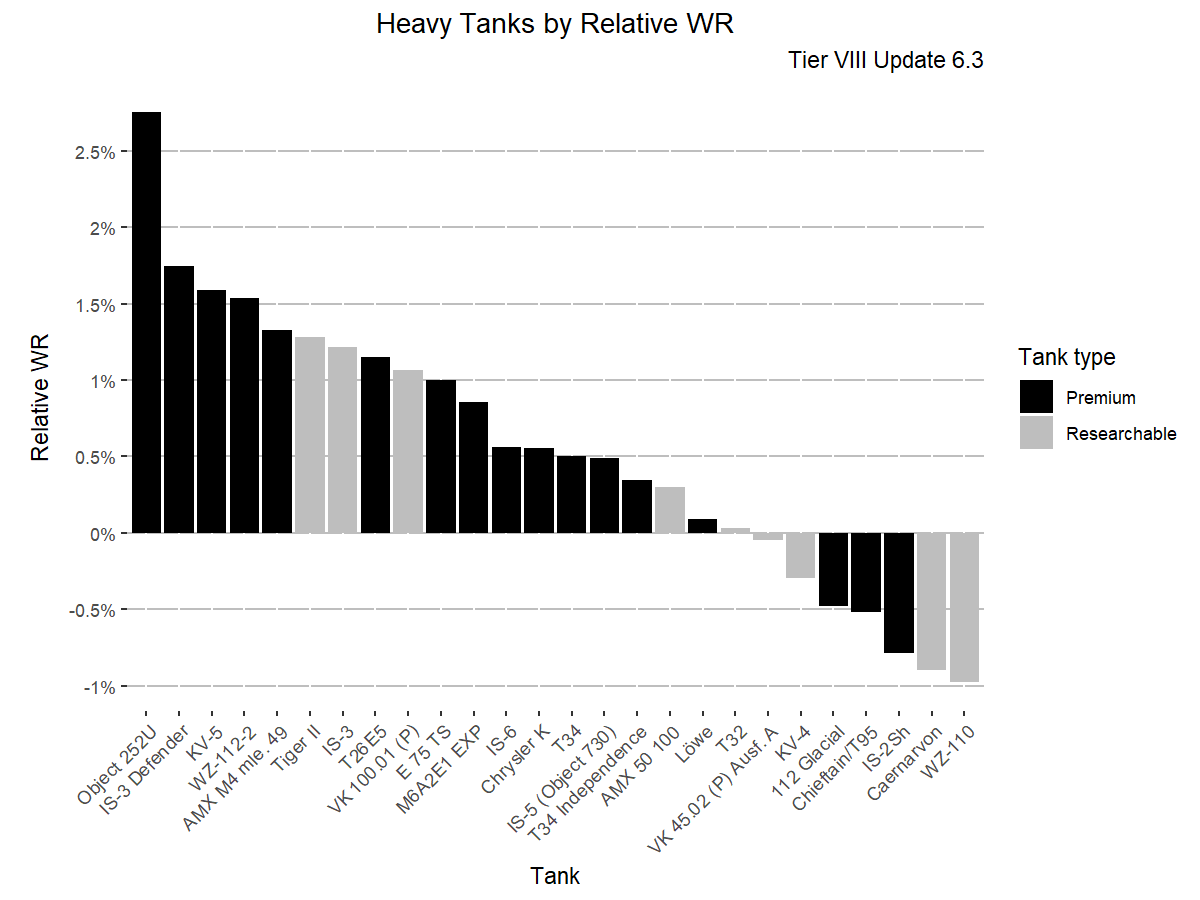 Heavy Tanks by Relative WR
Tier VIII Update 6.3
Relative WR
2.5%
2%
1.5%
1%
0.5%
0%
-0.5%
-1%
Object 252U
IS-3 Defender
KV-5
WZ-112-2
AMX M4 mle. 49
Tiger II
IS-3
T26E5
VK 100.01 (P)
E 75 TS
M6A2E1 EXP
IS-6
Chrysler K
T34
IS-5 (Object 730)
T34 Independence
AMX 50 100
Löwe
T32
VK 45.02 (P) Ausf. A
KV-4
112 Glacial
Chieftain/T95
IS-2Sh
Caernarvon
WZ-110
Tank
Tank type
Premium
Researchable